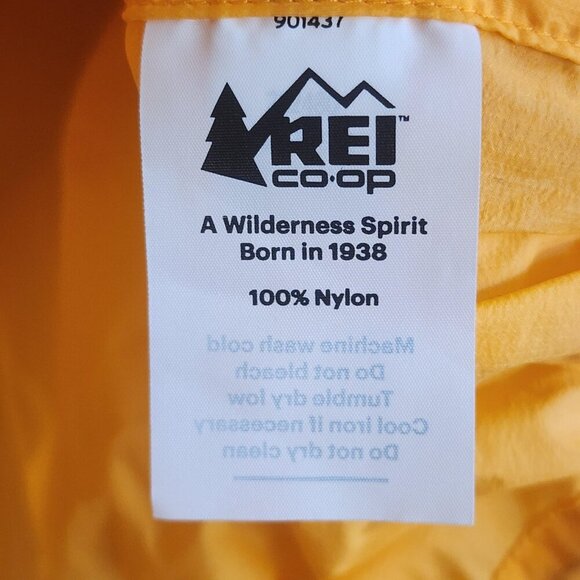 901437
REI™
CO·OP
A Wilderness Spirit
Born in 1938
100% Nylon
Machine wash cold
Do not bleach
Tumble dry low
Cool iron if necessary
Do not dry clean